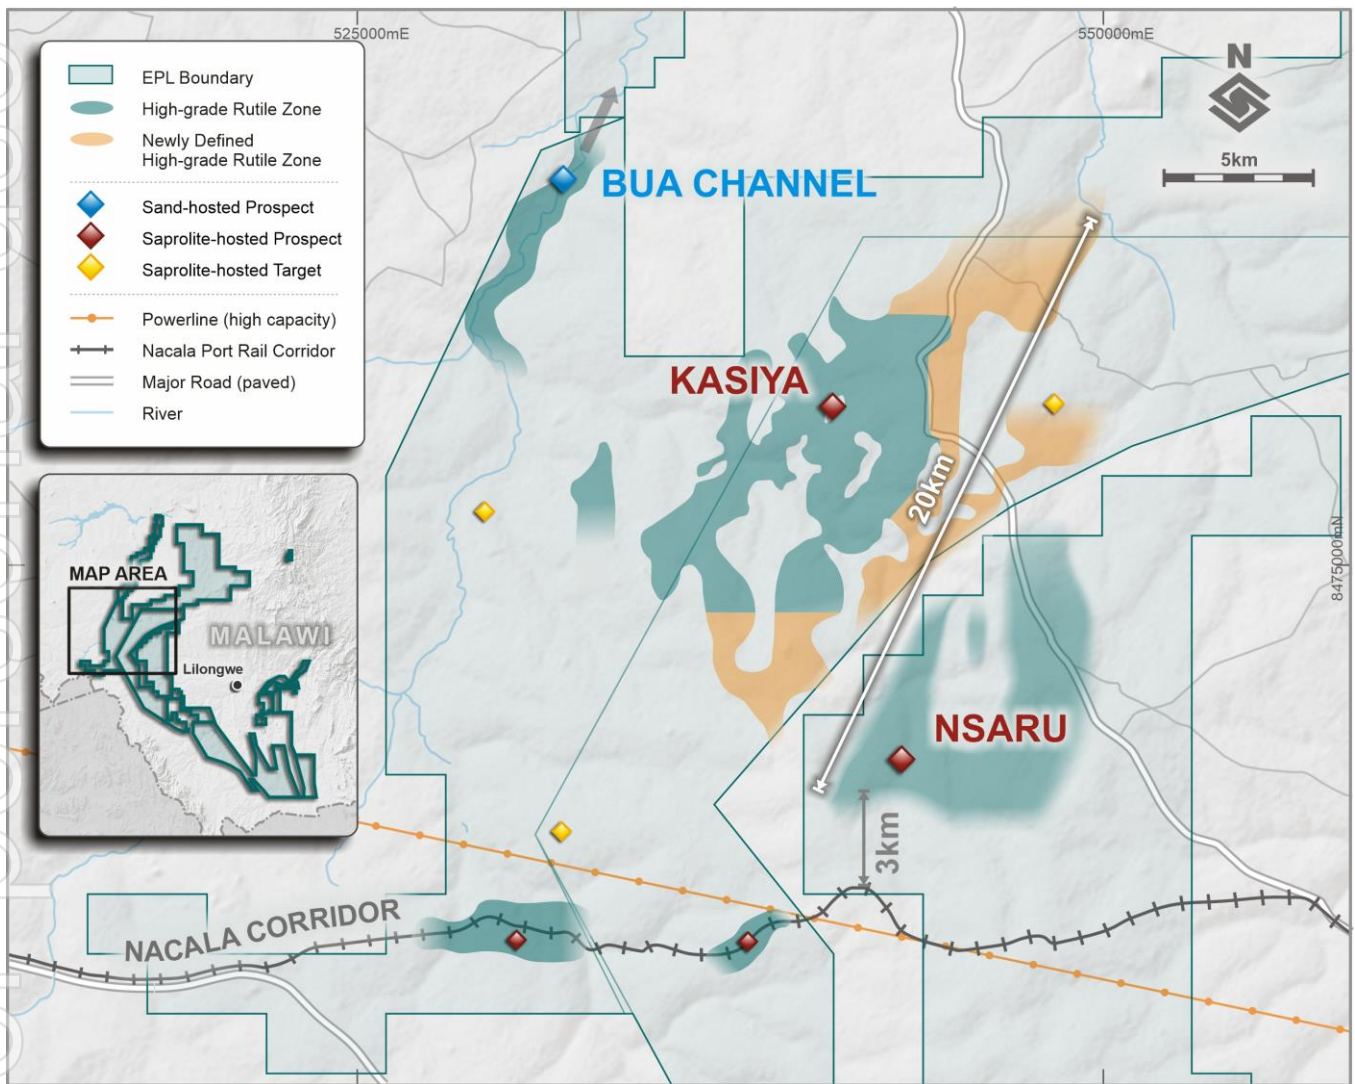 525000mE
550000mE
EPL Boundary
High-grade Rutile Zone
Newly Defined
High-grade Rutile Zone
Sand-hosted Prospect
Saprolite-hosted Prospect
Saprolite-hosted Target
Powerline (high capacity)
Nacala Port Rail Corridor
Major Road (paved)
River
N
5km
BUA CHANNEL
KASIYA
20km
8475000mN
MAP AREA
MALAWI
Lilongwe
NSARU
3km
NACALA CORRIDOR